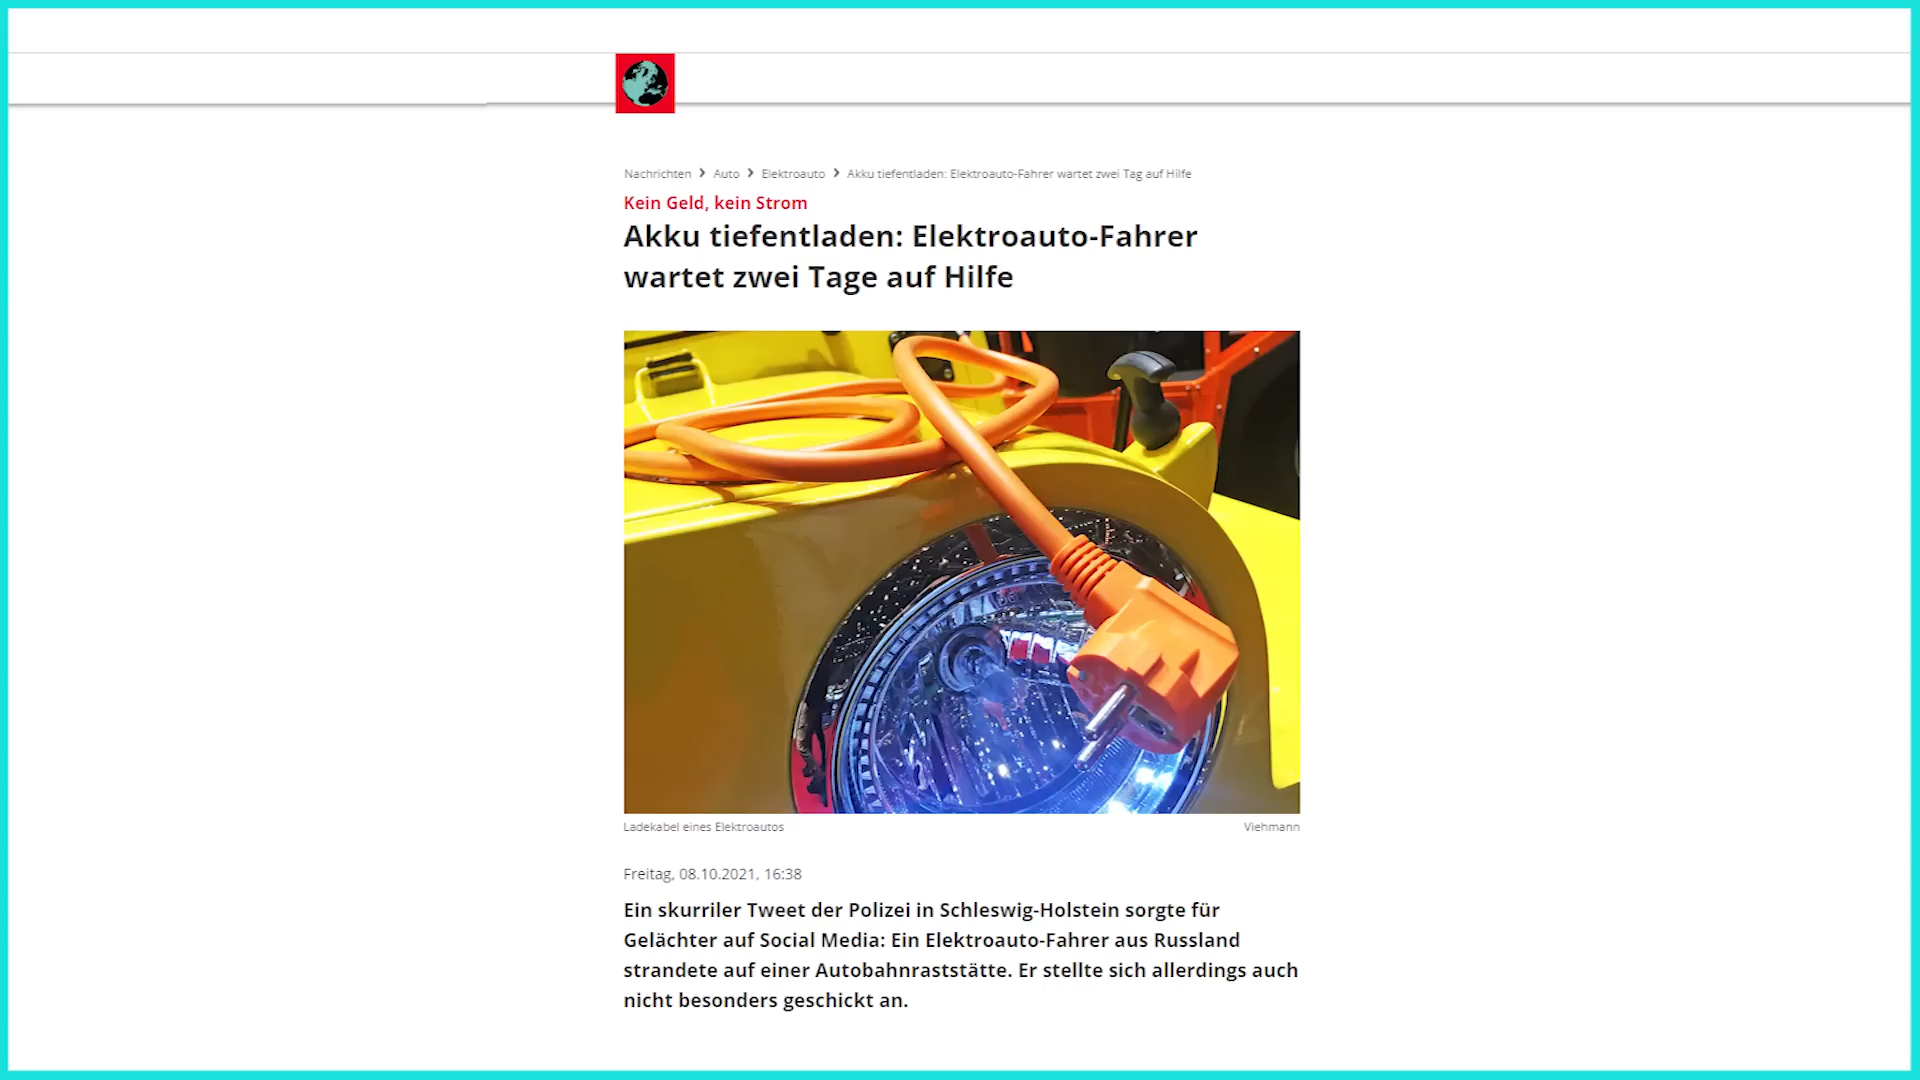 Nachrichten > Auto > Elektroauto > Akku tiefentladen: Elektroauto-Fahrer wartet zwei Tag auf Hilfe
Kein Geld, kein Strom
Akku tiefentladen: Elektroauto-Fahrer
wartet zwei Tage auf Hilfe
Ladekabel eines Elektroautos
Viehmann
Freitag, 08.10.2021, 16:38
Ein skurriler Tweet der Polizei in Schleswig-Holstein sorgte für
Gelächter auf Social Media: Ein Elektroauto-Fahrer aus Russland
strandete auf einer Autobahnraststätte. Er stellte sich allerdings auch
nicht besonders geschickt an.